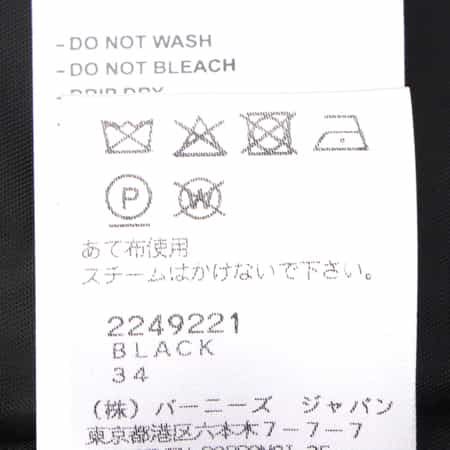 - DO NOT WASH
- DO NOT BLEACH
- DRIP DRY
P
W
あて布使用
スチームはかけないで下さい。
2249221
BLACK
34
(株) バーニーズ ジャパン
東京都港区六本木7-7-7